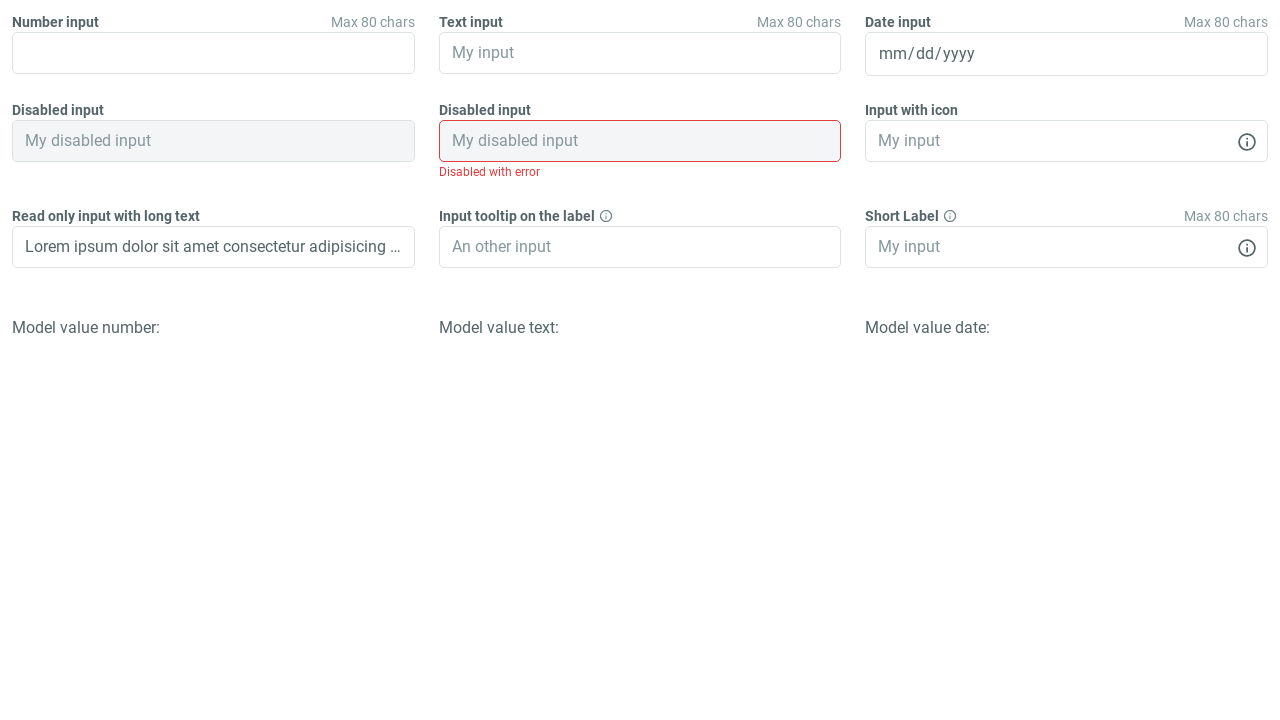 Number input Max 80 chars
Text input Max 80 chars
Date input Max 80 chars
My input
mm/dd/yyyy
Disabled input
Disabled input
Input with icon
My disabled input
My disabled input
My input
Disabled with error
Read only input with long text
Input tooltip on the label
Short Label Max 80 chars
Lorem ipsum dolor sit amet consectetur adipisicing ...
An other input
My input
Model value number:
Model value text:
Model value date: